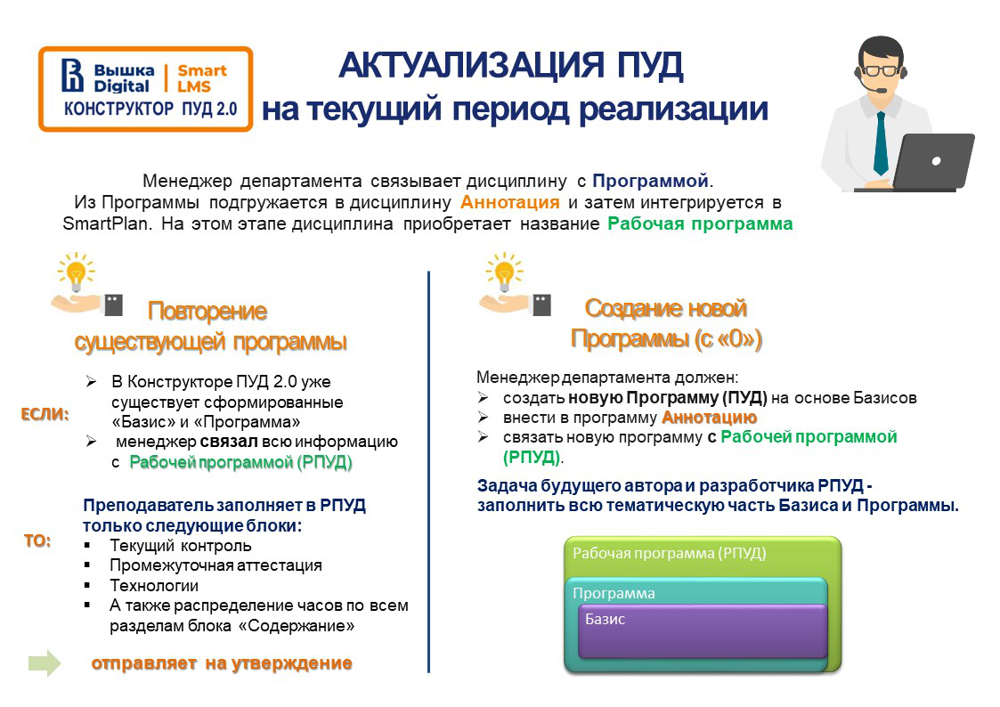 Вышка Digital | Smart LMS
КОНСТРУКТОР ПУД 2.0
АКТУАЛИЗАЦИЯ ПУД
на текущий период реализации
Менеджер департамента связывает дисциплину с Программой.
Из Программы подгружается в дисциплину Аннотация и затем интегрируется в
SmartPlan. На этом этапе дисциплина приобретает название Рабочая программа
Повторение
существующей программы
ЕСЛИ:
➢ В Конструкторе ПУД 2.0 уже
существует сформированные
«Базис» и «Программа»
➢ менеджер связал всю информацию
с Рабочей программой (РПУД)
ТО:
Преподаватель заполняет в РПУД
только следующие блоки:
▪ Текущий контроль
▪ Промежуточная аттестация
▪ Технологии
▪ А также распределение часов по всем
разделам блока «Содержание»
отправляет на утверждение
Создание новой
Программы (с «0»)
Менеджер департамента должен:
➢ создать новую Программу (ПУД) на основе Базисов
➢ внести в программу Аннотацию
➢ связать новую программу с Рабочей программой
(РПУД).
Задача будущего автора и разработчика РПУД -
заполнить всю тематическую часть Базиса и Программы.
Рабочая программа (РПУД)
Программа
Базис